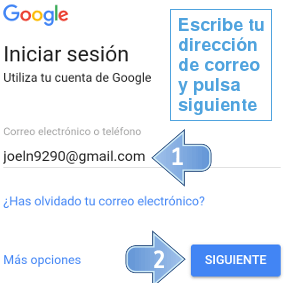 Google
Escribe tu
dirección
de correo
y pulsa
siguiente
Iniciar sesión
Utiliza tu cuenta de Google
Correo electrónico o teléfono
joeln9290@gmail.com
1
¿Has olvidado tu correo electrónico?
Más opciones
2
SIGUIENTE